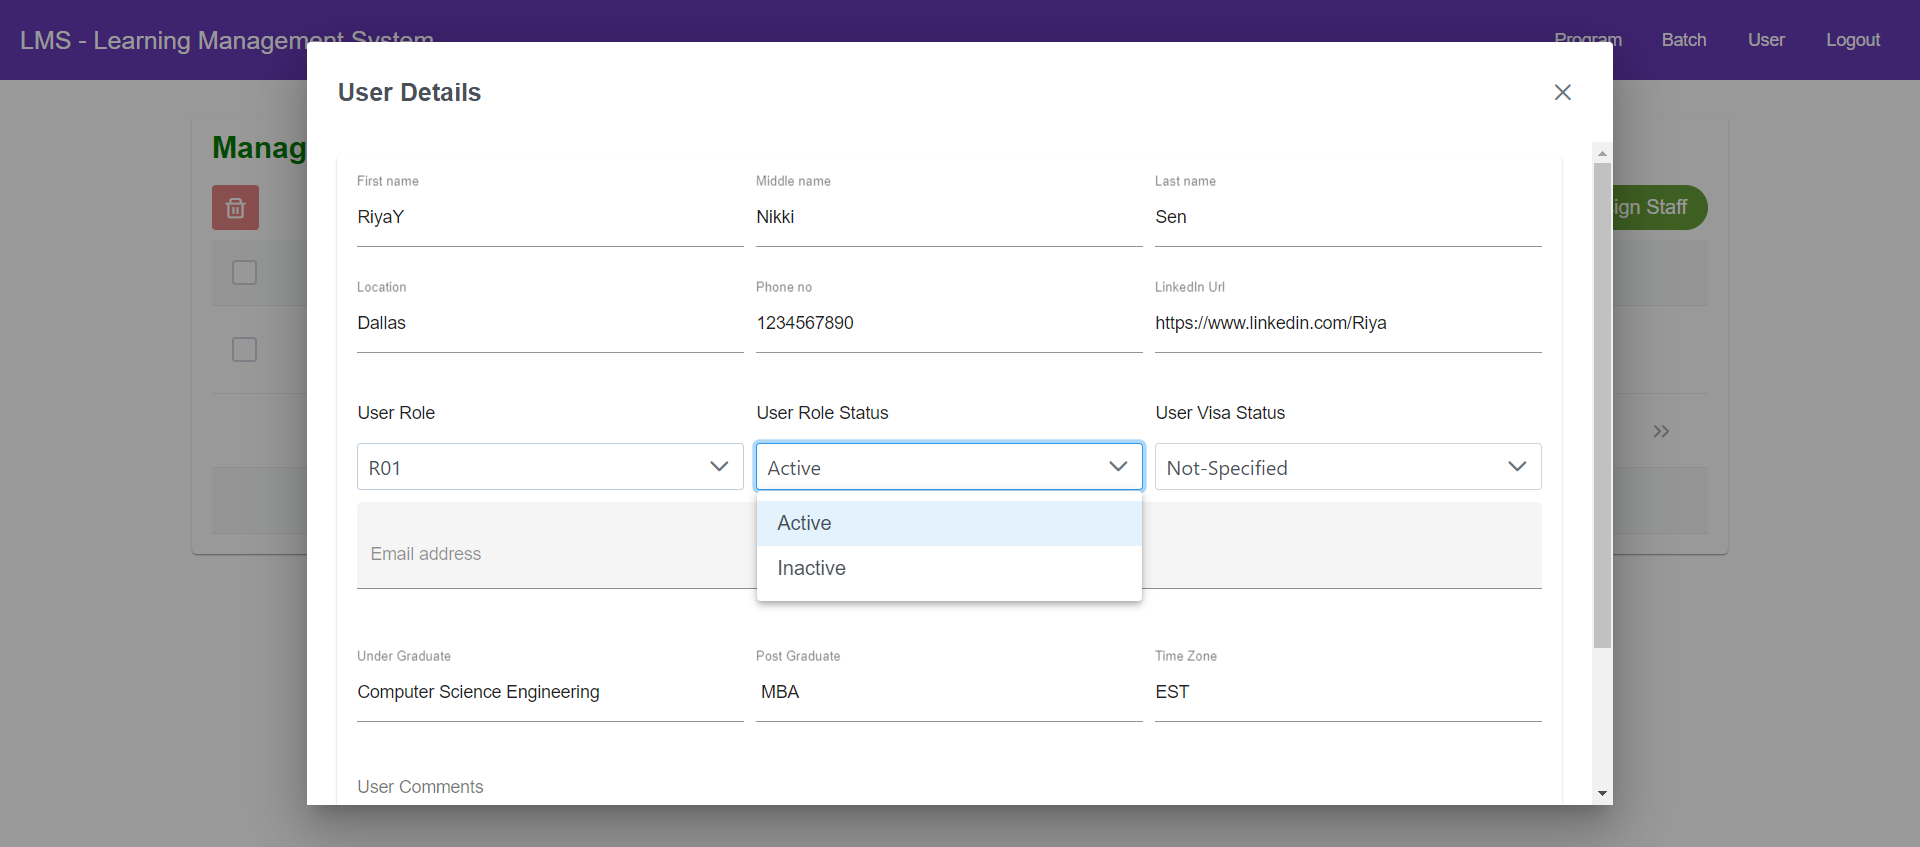 LMS - Learning Management System
Program Batch User Logout
User Details
Manag
ign Staff
First name Middle name Last name
RiyaY Nikki Sen
Location Phone no LinkedIn Url
Dallas 1234567890 https://www.linkedin.com/Riya
User Role User Role Status User Visa Status
R01 Active Not-Specified
Active
Email address
Inactive
Under Graduate Post Graduate Time Zone
Computer Science Engineering MBA EST
User Comments